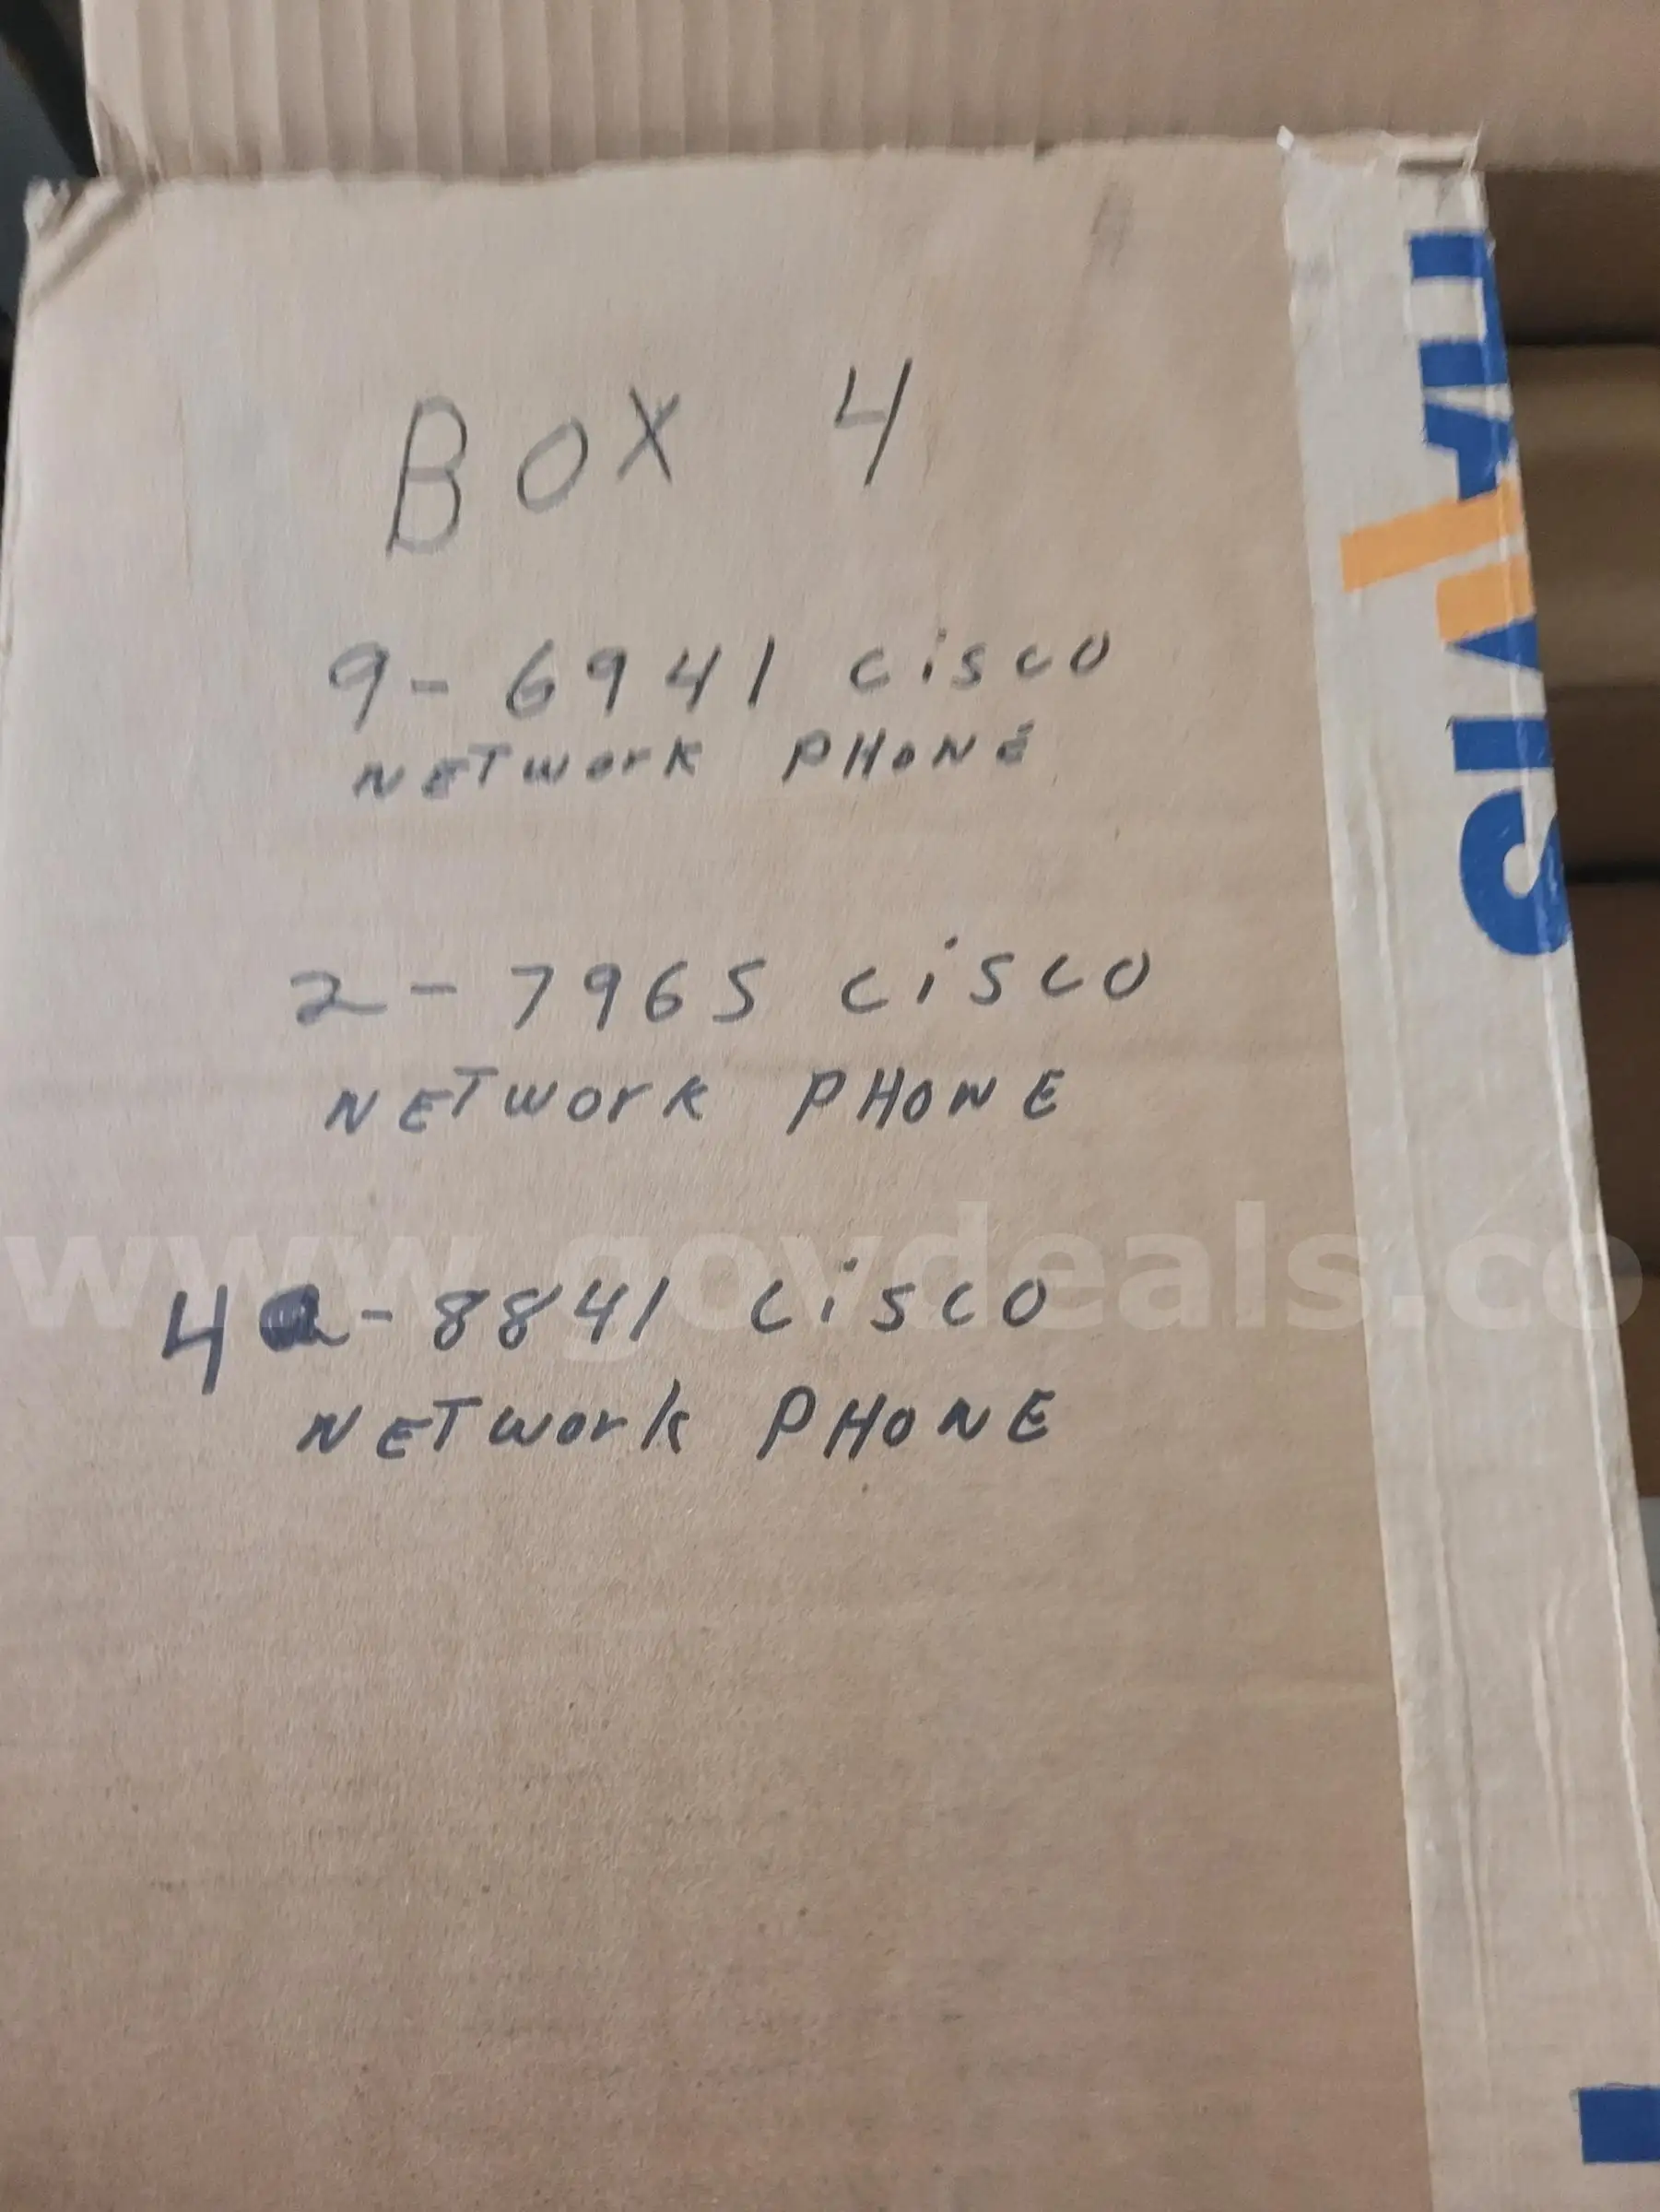 BOX 4
9-6941 cisco
NETWork PHONE
2-7965 cisco
NETWork PHONE
www.govdeals.co
4 -8841 cisco
NETWork PHONE